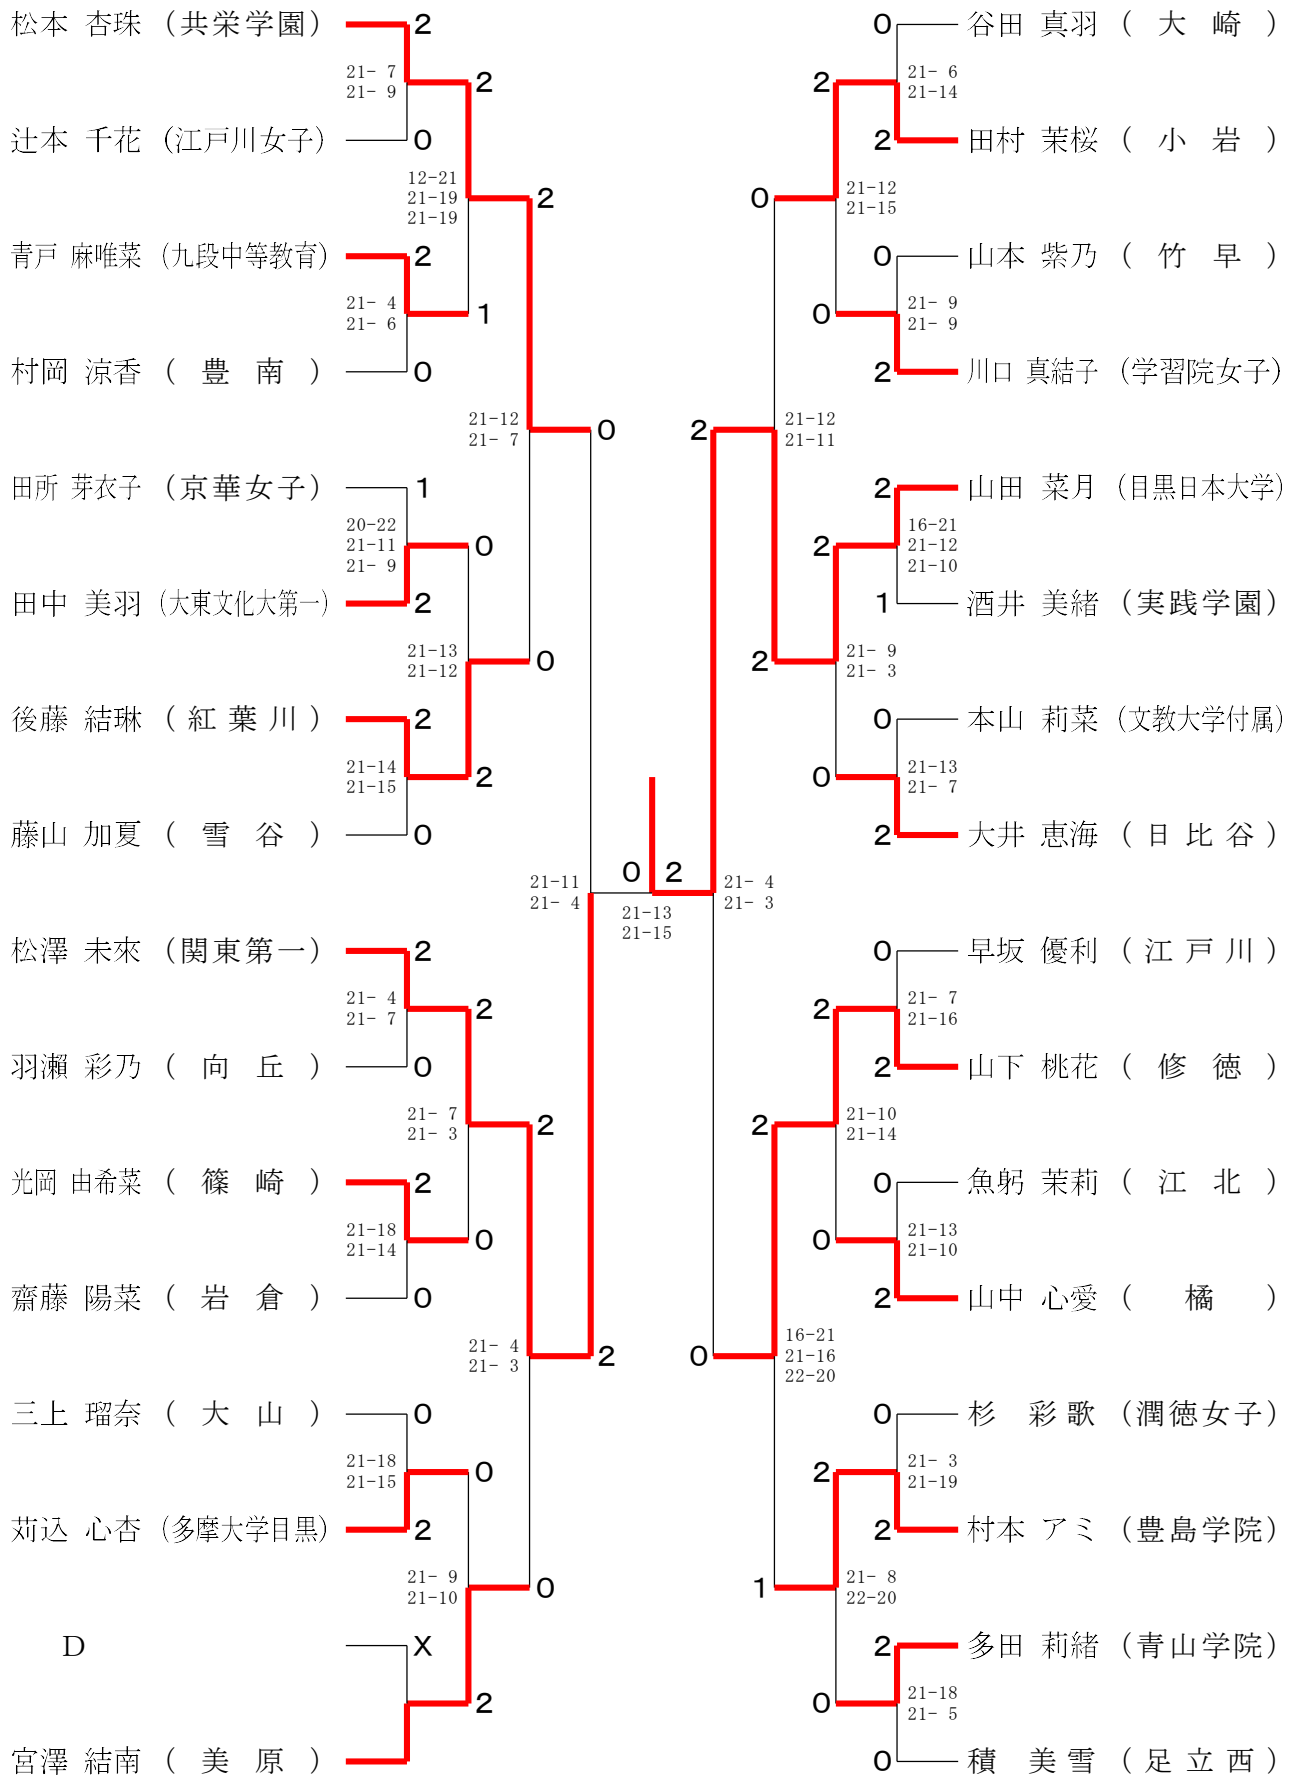 松本 杏珠 (共栄学園) 2
21- 7
21- 9
2
辻本 千花 (江戸川女子) 0
12-21
21-19
21-19
2
青戸 麻唯菜 (九段中等教育) 2
21- 4
21- 6
1
村岡 涼香 ( 豊 南 ) 0
21-12
21- 7
0
田所 芽衣子 (京華女子) 1
20-22
21-11
21- 9
0
田中 美羽 (大東文化大第一) 2
21-13
21-12
0
後藤 結琳 (紅葉川) 2
21-14
21-15
2
藤山 加夏 ( 雪 谷 ) 0
21-11
21- 4
松澤 未來 (関東第一) 2
21- 4
21- 7
2
羽瀨 彩乃 ( 向 丘 ) 0
21- 7
21- 3
2
光岡 由希菜 ( 篠 崎 ) 2
21-18
21-14
0
齋藤 陽菜 ( 岩 倉 ) 0
21- 4
21- 3
2
三上 瑠奈 ( 大 山 ) 0
21-18
21-15
0
苅込 心杏 (多摩大学目黒) 2
21- 9
21-10
0
D X
2
宮澤 結南 ( 美 原 )
0 2
21-13
21-15
0 谷田 真羽 ( 大 崎 )
2
21- 6
21-14
2 田村 茉桜 ( 小 岩 )
0
21-12
21-15
0 山本 紫乃 ( 竹 早 )
0
21- 9
21- 9
2 川口 真結子 (学習院女子)
2
21-12
21-11
2 山田 菜月 (目黒日本大学)
2
16-21
21-12
21-10
1 酒井 美緒 (実践学園)
2
21- 9
21- 3
0 本山 莉菜 (文教大学付属)
0
21-13
21- 7
2 大井 恵海 (日比谷)
21- 4
21- 3
0 早坂 優利 (江戸川)
2
21- 7
21-16
2 山下 桃花 ( 修 徳 )
2
21-10
21-14
0 魚躬 茉莉 ( 江 北 )
0
21-13
21-10
2 山中 心愛 ( 橘 )
0
16-21
21-16
22-20
0 杉 彩歌 (潤徳女子)
2
21- 3
21-19
2 村本 アミ (豊島学院)
1
21- 8
22-20
2 多田 莉緒 (青山学院)
0
21-18
21- 5
0 積 美雪 (足立西)